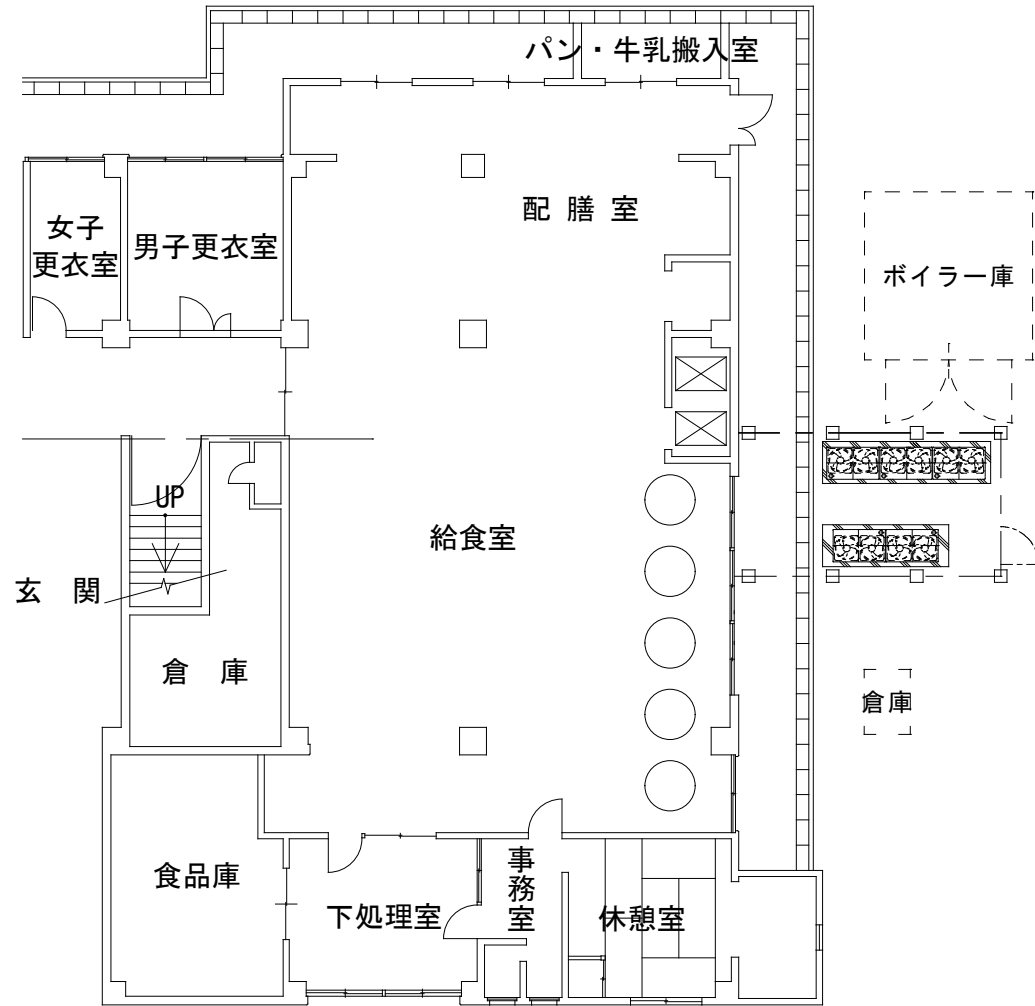 パン・牛乳搬入室
配 膳 室
女子
更衣室
男子更衣室
ボイラー庫
UP
給食室
玄 関
倉 庫
倉庫
食品庫
下処理室
事務室
休憩室